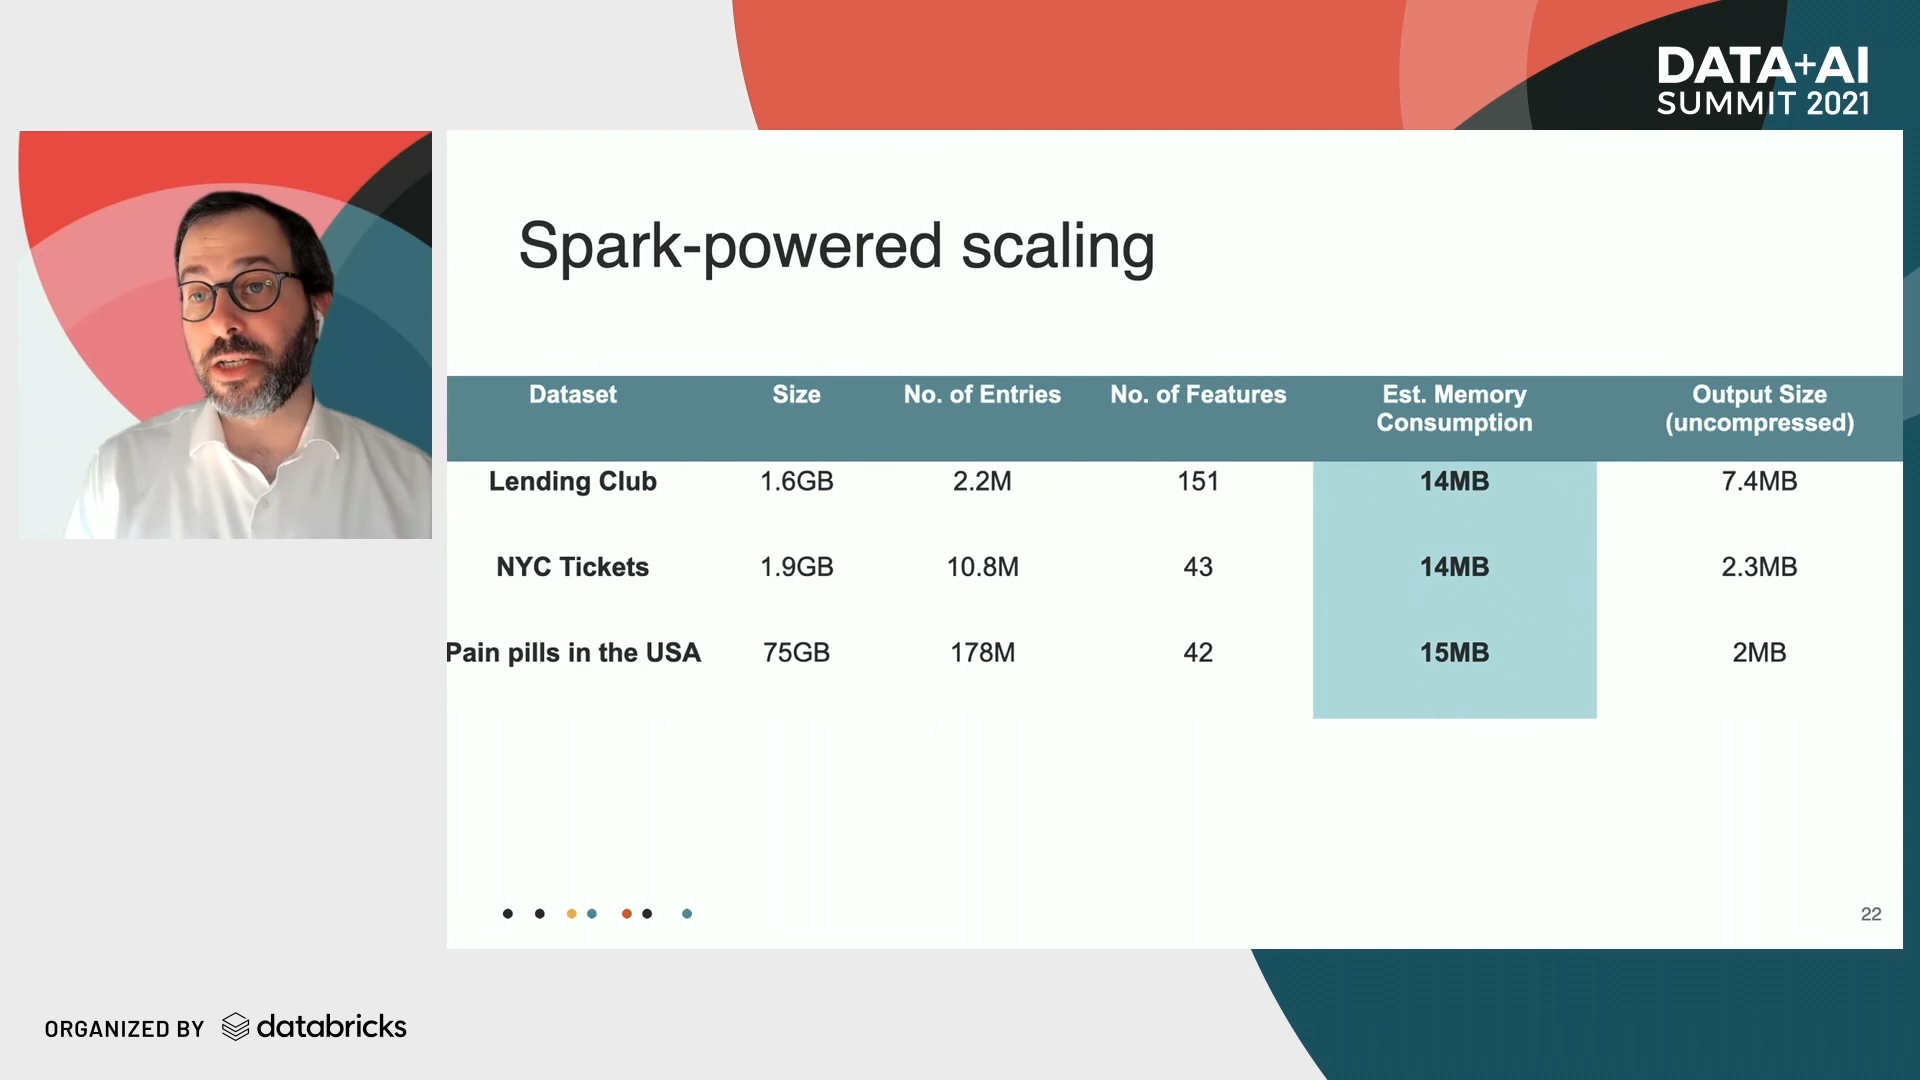 DATA+AI
SUMMIT 2021
Spark-powered scaling
Dataset Size No. of Entries No. of Features Est. Memory Consumption Output Size (uncompressed)
Lending Club 1.6GB 2.2M 151 14MB 7.4MB
NYC Tickets 1.9GB 10.8M 43 14MB 2.3MB
Pain pills in the USA 75GB 178M 42 15MB 2MB
22
ORGANIZED BY databricks